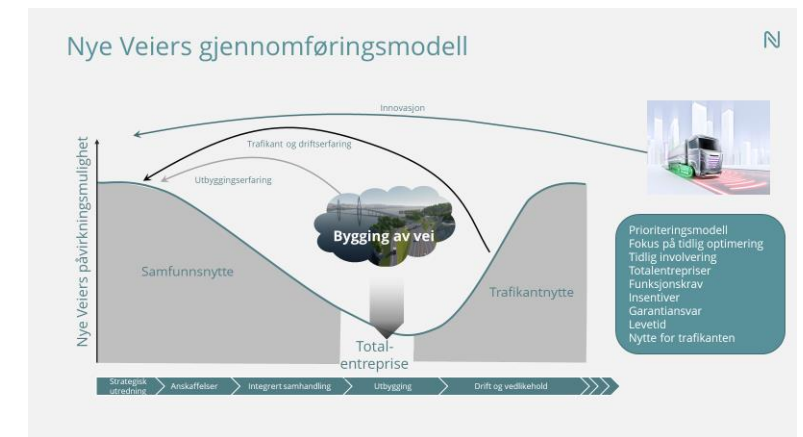 Nye Veiers gjennomføringsmodell
Innovasjon
Trafikant og driftserfaring
Utbyggingserfaring
Nye Veiers påvirkningsmulighet
Bygging av vei
Samfunnsnytte
Trafikantnytte
Total-
entreprise
Prioriteringsmodell
Fokus på tidlig optimering
Tidlig involvering
Totalentrepriser
Funksjonskrav
Insentiver
Garantiansvar
Levetid
Nytte for trafikanten
Strategisk
utredning
Anskaffelser
Integrert samhandling
Utbygging
Drift og vedlikehold